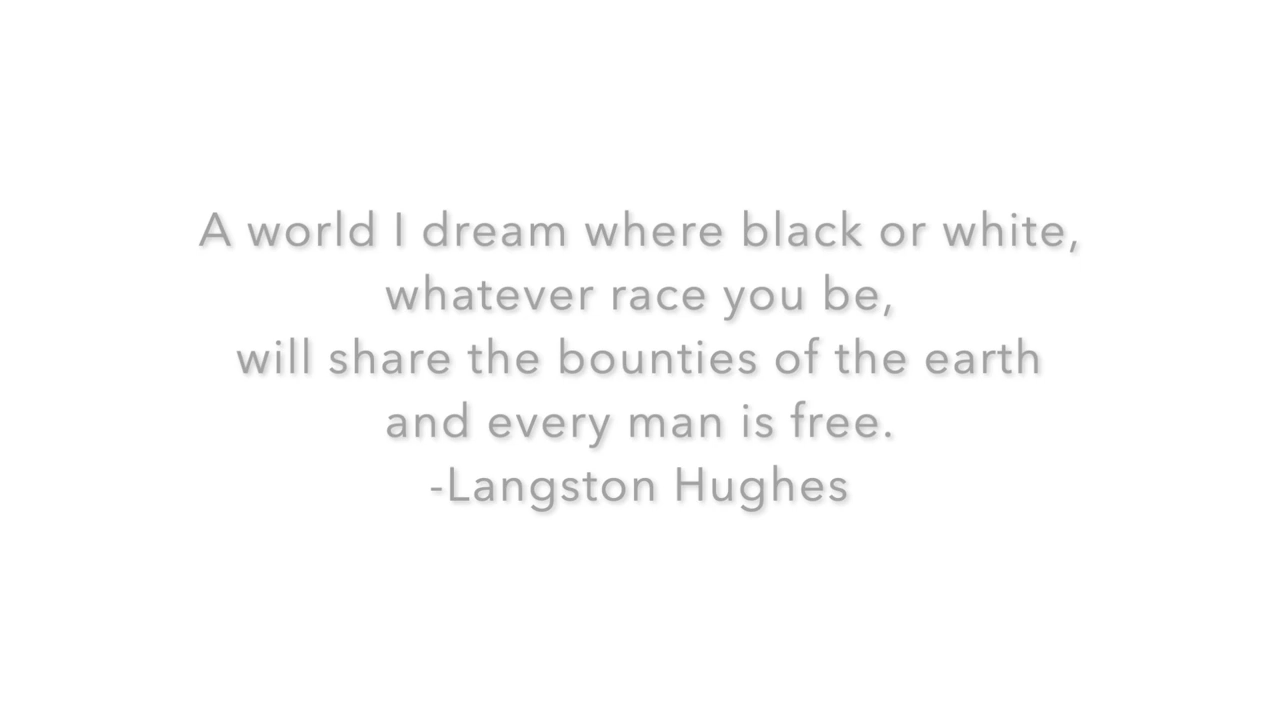 A world I dream where black or white,
whatever race you be,
will share the bounties of the earth
and every man is free.
-Langston Hughes